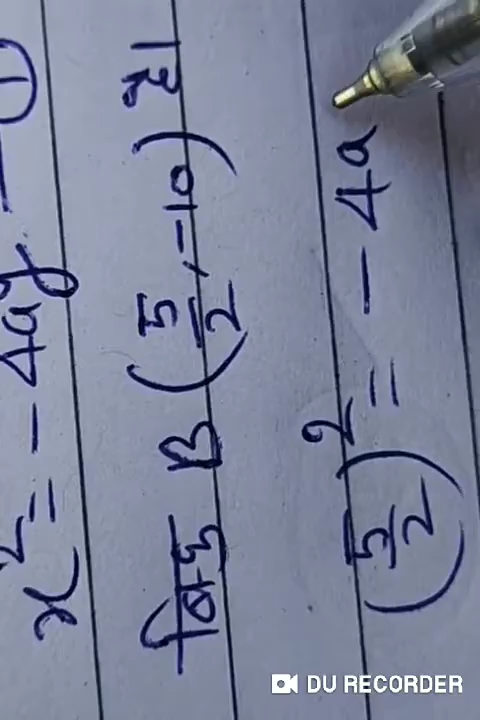 x² = - 4ay — ①
बिन्दु B (5/2, -10) से
(5/2)² = - 4a
DU RECORDER